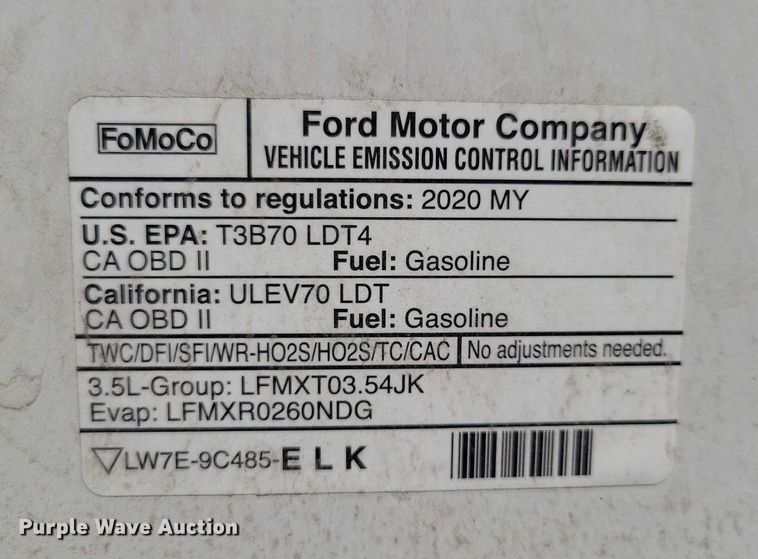 FoMoCo
Ford Motor Company
VEHICLE EMISSION CONTROL INFORMATION
Conforms to regulations: 2020 MY
U.S. EPA: T3B70 LDT4
CA OBD II Fuel: Gasoline
California: ULEV70 LDT
CA OBD II Fuel: Gasoline
TWC/DFI/SFI/WR-HO2S/HO2S/TC/CAC No adjustments needed.
3.5L-Group: LFMXT03.54JK
Evap: LFMXR0260NDG
LW7E-9C485-ELK
Purple Wave Auction